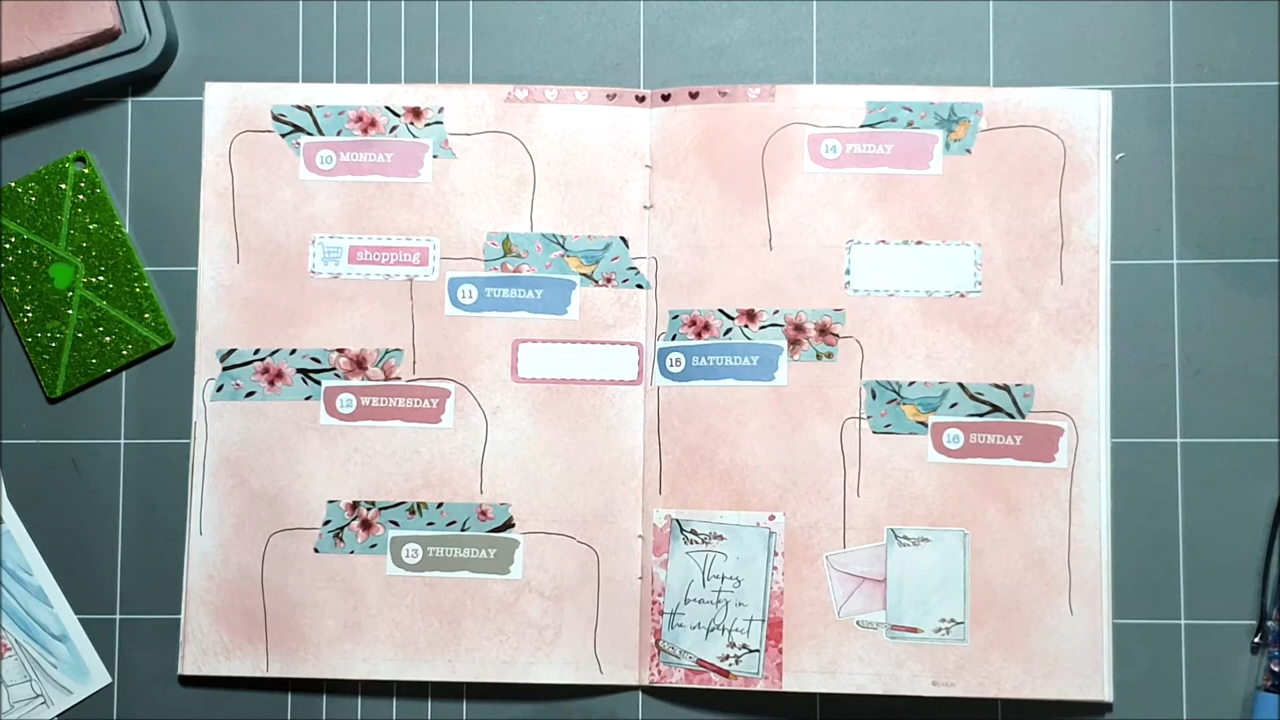 10 MONDAY
shopping
11 TUESDAY
12 WEDNESDAY
13 THURSDAY
14 FRIDAY
15 SATURDAY
16 SUNDAY
There's
beauty in
the imperfect